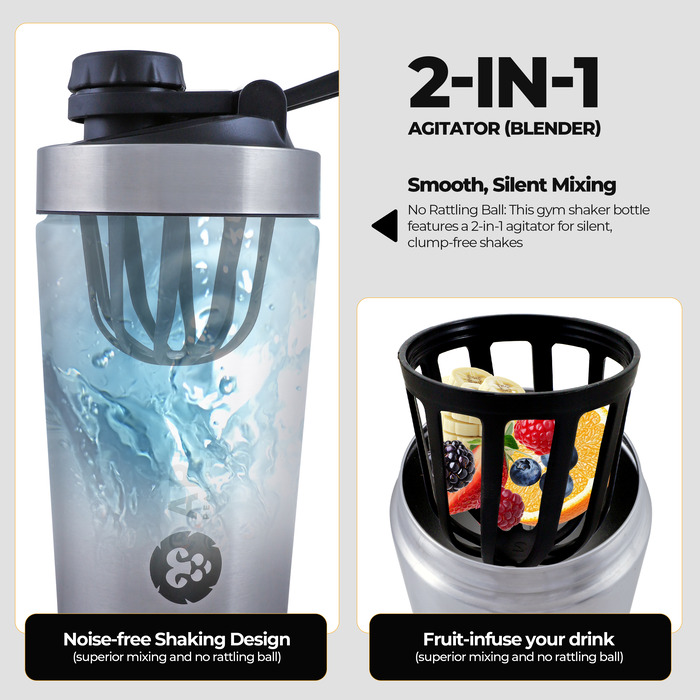 2-IN-1
AGITATOR (BLENDER)
Smooth, Silent Mixing
No Rattling Ball: This gym shaker bottle
features a 2-in-1 agitator for silent,
clump-free shakes
Noise-free Shaking Design
(superior mixing and no rattling ball)
Fruit-infuse your drink
(superior mixing and no rattling ball)